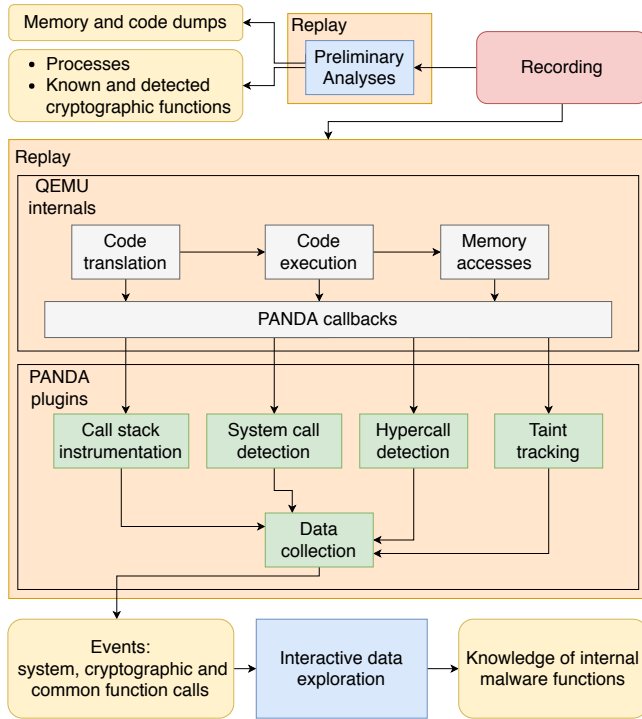 Memory and code dumps
• Processes
• Known and detected
cryptographic functions
Replay
Preliminary
Analyses
Recording
Replay
QEMU
internals
Code
translation
Code
execution
Memory
accesses
PANDA callbacks
PANDA
plugins
Call stack
instrumentation
System call
detection
Hypercall
detection
Taint
tracking
Data
collection
Events:
system, cryptographic and
common function calls
Interactive data
exploration
Knowledge of internal
malware functions